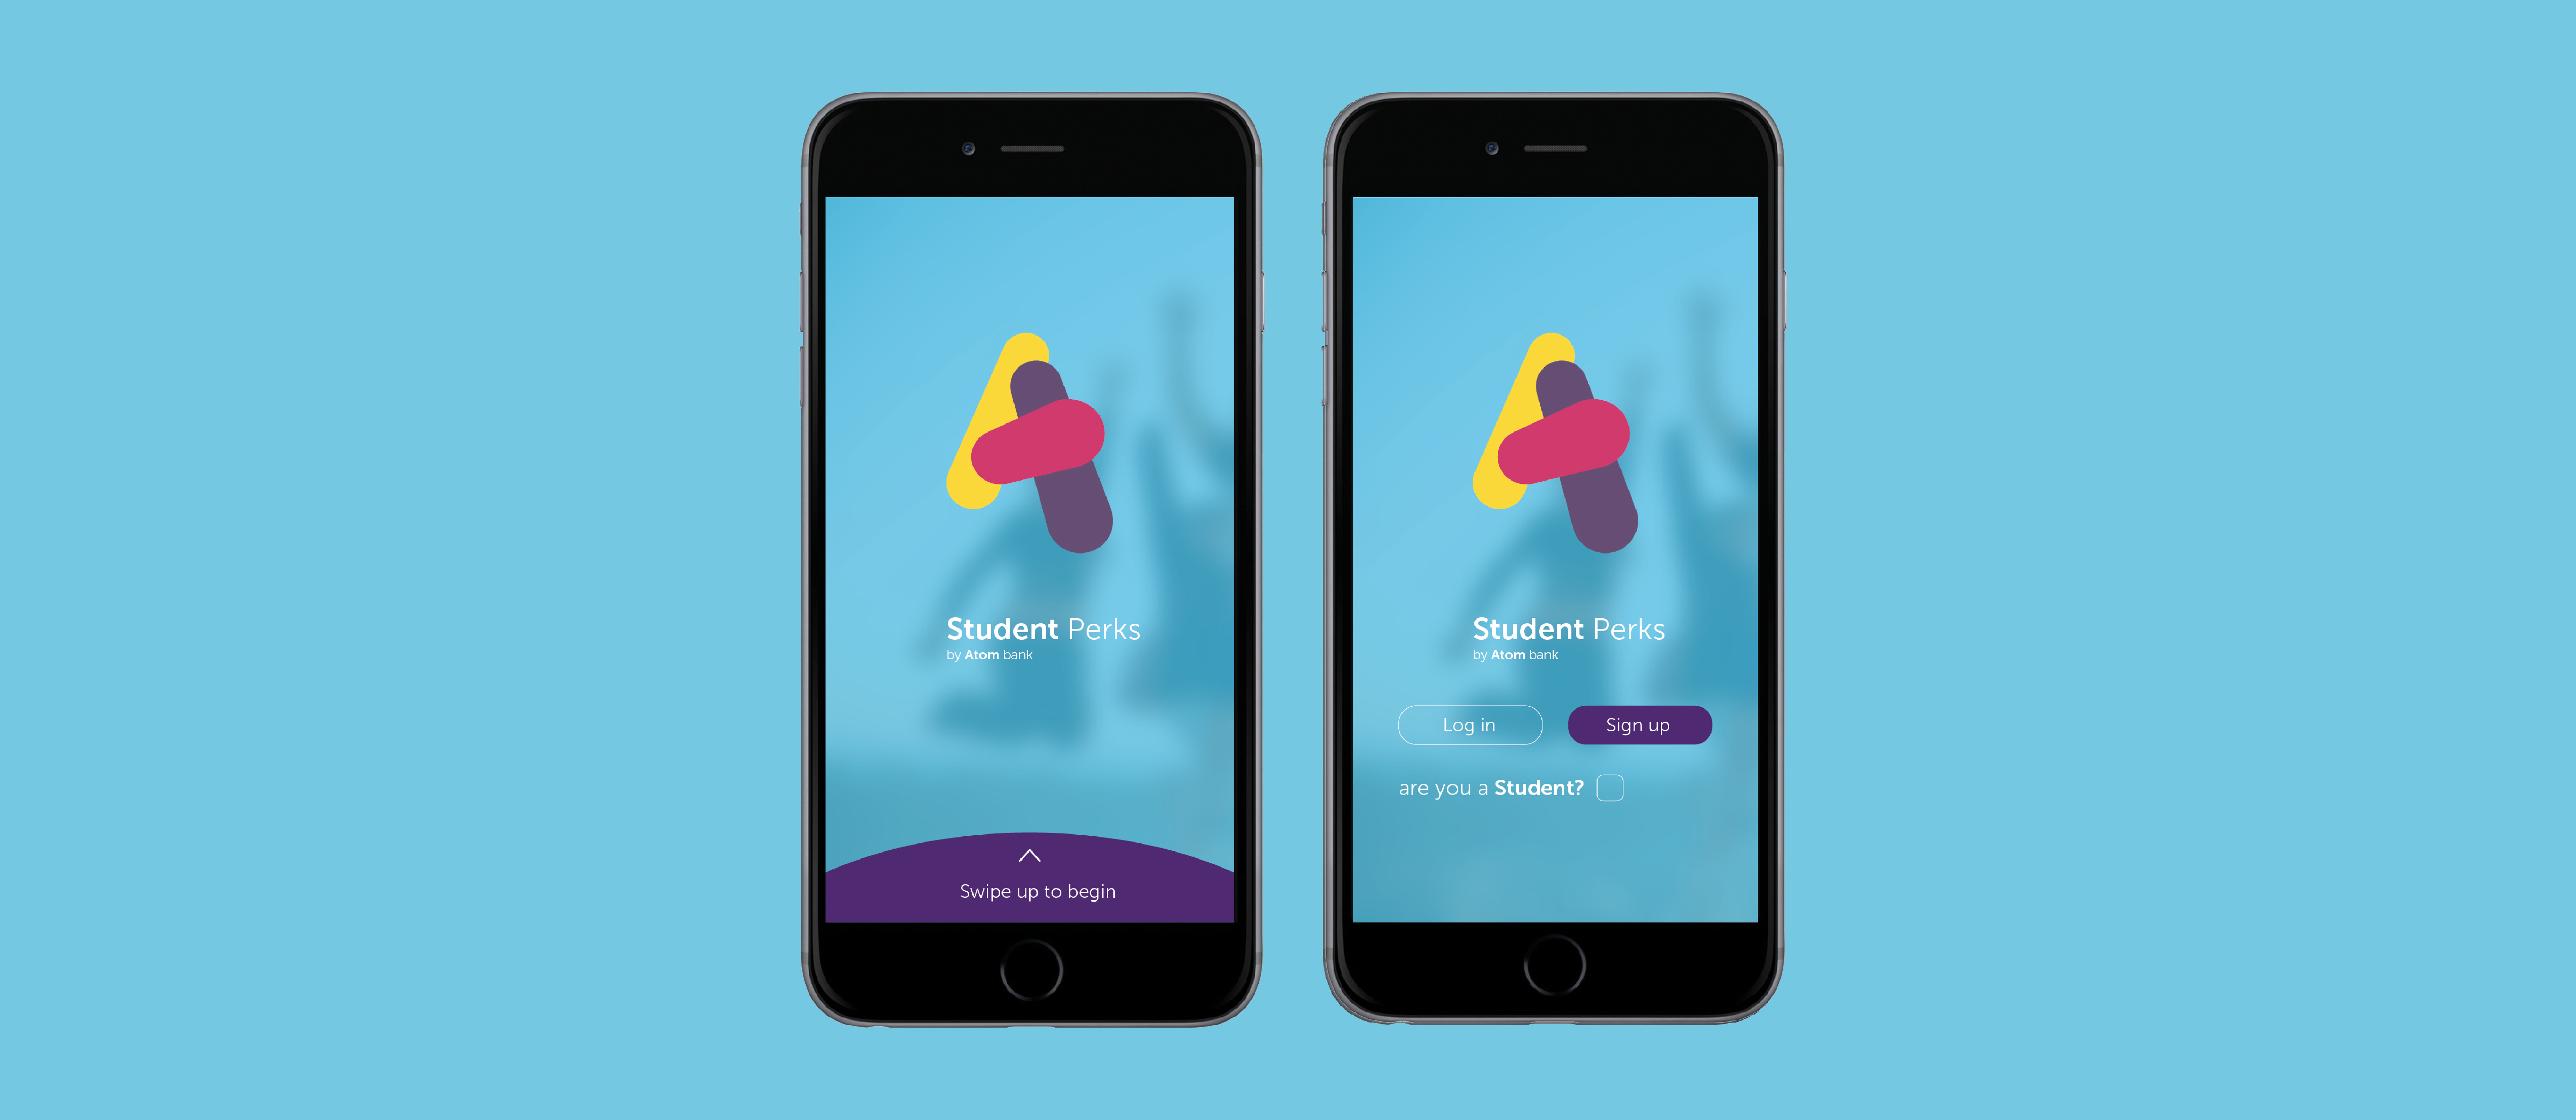 Student Perks
by Atom bank
Swipe up to begin
Student Perks
by Atom bank
Log in
Sign up
are you a Student?